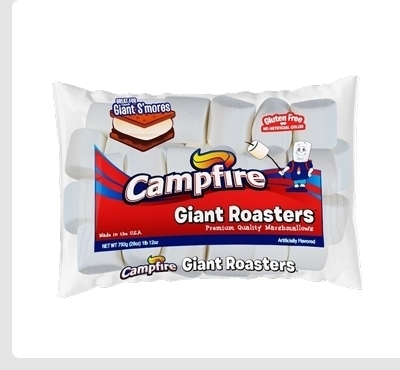 GREAT FOR
Giant S'mores
Gluten Free
NO ARTIFICIAL COLOR
Campfire
Giant Roasters
Premium Quality Marshmallows
Made in the U.S.A.
NET WT 793g (28oz) 1lb 12oz
Artificially Flavored
Campfire Giant Roasters